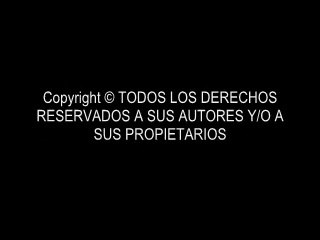 Copyright © TODOS LOS DERECHOS
RESERVADOS A SUS AUTORES Y/O A
SUS PROPIETARIOS